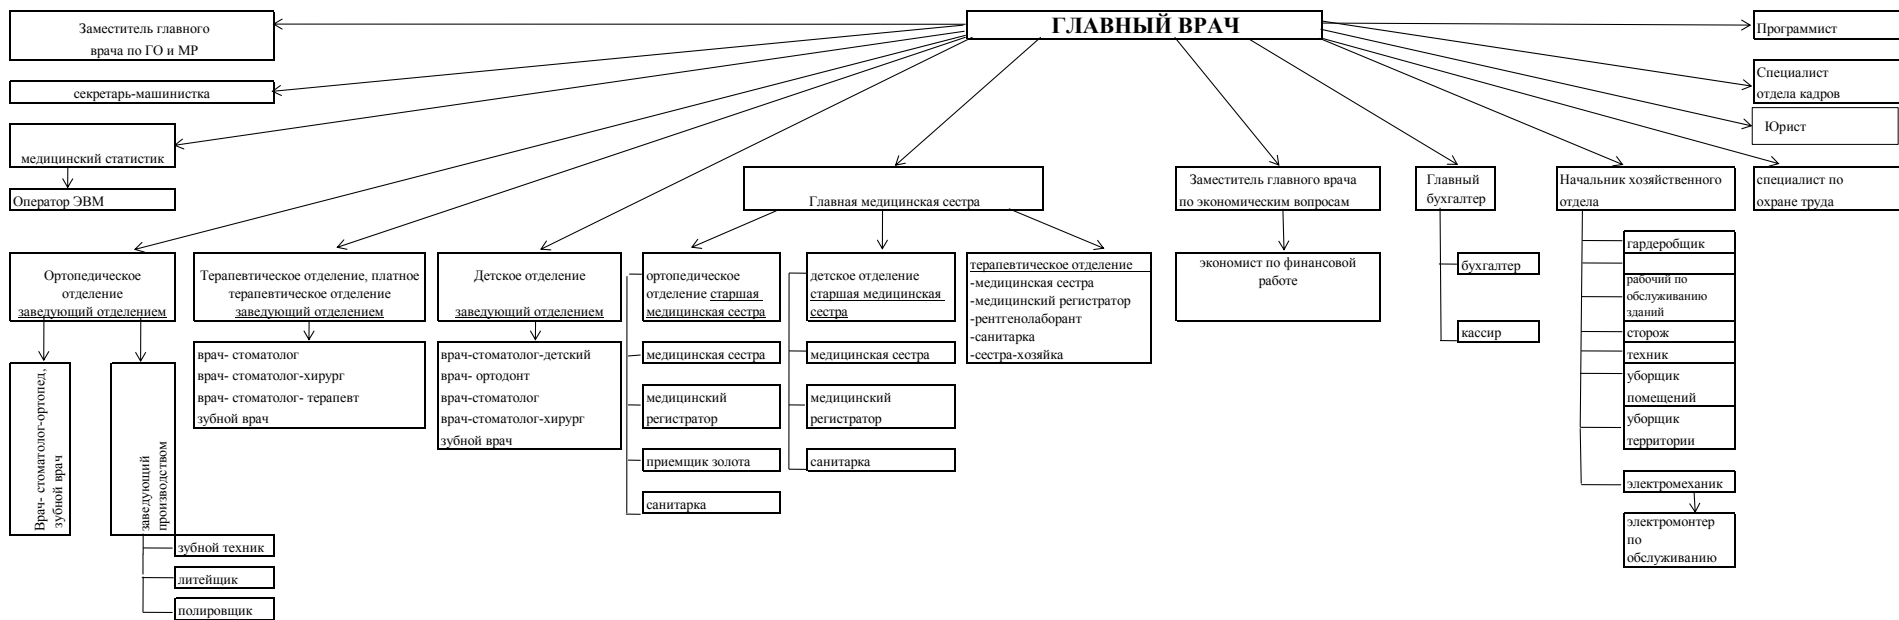 ГЛАВНЫЙ ВРАЧ
Заместитель главного
врача по ГО и МР
секретарь-машинистка
медицинский статистик
Оператор ЭВМ
Программист
Специалист
отдела кадров
Юрист
специалист по
охране труда
Главная медицинская сестра
Заместитель главного врача
по экономическим вопросам
Главный
бухгалтер
Начальник хозяйственного
отдела
Ортопедическое
отделение
заведующий отделением
Врач- стоматолог-ортопед,
зубной врач
заведующий
производством
зубной техник
литейщик
полировщик
Терапевтическое отделение, платное
терапевтическое отделение
заведующий отделением
врач- стоматолог
врач- стоматолог-хирург
врач- стоматолог- терапевт
зубной врач
Детское отделение
заведующий отделением
врач-стоматолог-детский
врач- ортодонт
врач-стоматолог
врач-стоматолог-хирург
зубной врач
ортопедическое
отделение старшая
медицинская сестра
медицинская сестра
медицинский
регистратор
приемщик золота
санитарка
детское отделение
старшая медицинская
сестра
медицинская сестра
медицинский
регистратор
санитарка
терапевтическое отделение
-медицинская сестра
-медицинский регистратор
-рентгенолаборант
-санитарка
-сестра-хозяйка
экономист по финансовой
работе
бухгалтер
кассир
гардеробщик
рабочий по
обслуживанию
зданий
сторож
техник
уборщик
помещений
уборщик
территории
электромеханик
электромонтер
по
обслуживанию